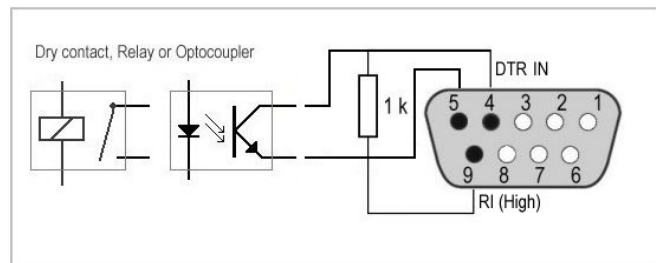 Dry contact, Relay or Optocoupler
DTR IN
1 k
5 4 3 2 1
9 8 7 6
RI (High)